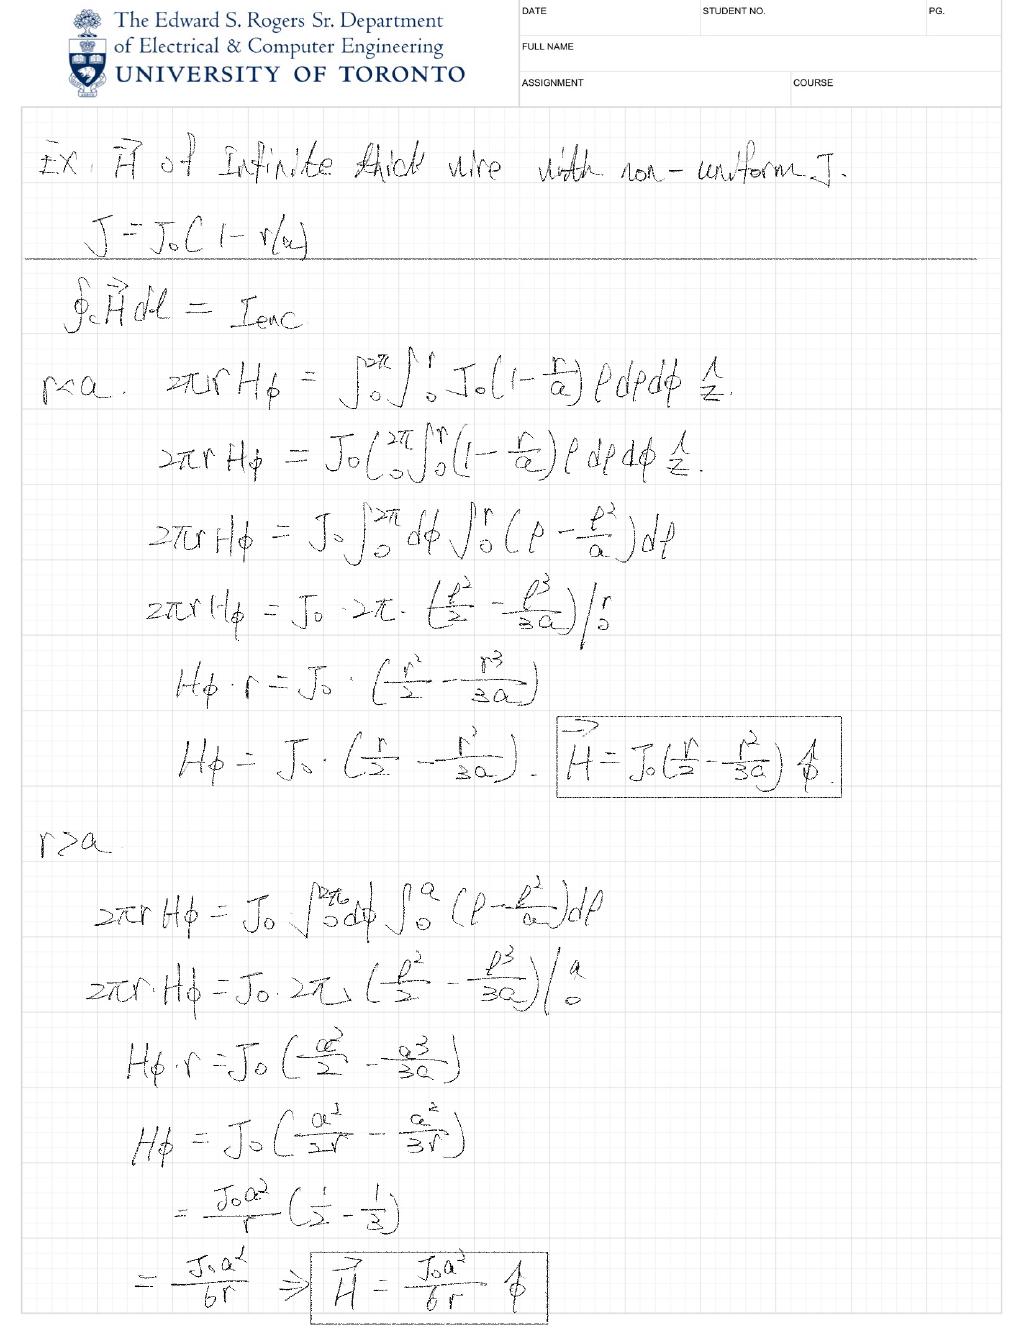 The Edward S. Rogers Sr. Department
of Electrical & Computer Engineering
UNIVERSITY OF TORONTO
DATE
STUDENT NO.
PG.
FULL NAME
ASSIGNMENT
COURSE
Ex. H⃗ of Infinite thick wire with non-uniform J.
J = J₀(1 - r/a)
∮c H⃗ dl = Ienc
r<a. 2πr Hφ = ∫₀^2π ∫₀^r J₀(1 - r/a) ρ dρ dφ ẑ.
2πr Hφ = J₀ ∫₀^2π ∫₀^r (1 - r/a) ρ dρ dφ ẑ.
2πr Hφ = J₀ ∫₀^2π dφ ∫₀^r (ρ - ρ²/a) dρ
2πr Hφ = J₀ · 2π · (ρ²/2 - ρ³/3a) |₀^r
Hφ · r = J₀ · (r²/2 - r³/3a)
Hφ = J₀ · (r/2 - r²/3a). H⃗ = J₀(r/2 - r²/3a) φ̂.
r>a
2πr Hφ = J₀ ∫₀^2π dφ ∫₀^a (ρ - ρ²/a) dρ
2πr · Hφ = J₀ · 2π (ρ²/2 - ρ³/3a) |₀^a
Hφ · r = J₀ (a²/2 - a³/3a)
Hφ = J₀ (a²/2r - a²/3r)
= J₀a²/r (1/2 - 1/3)
= J₀a²/6r ⇒ H⃗ = J₀a²/6r φ̂